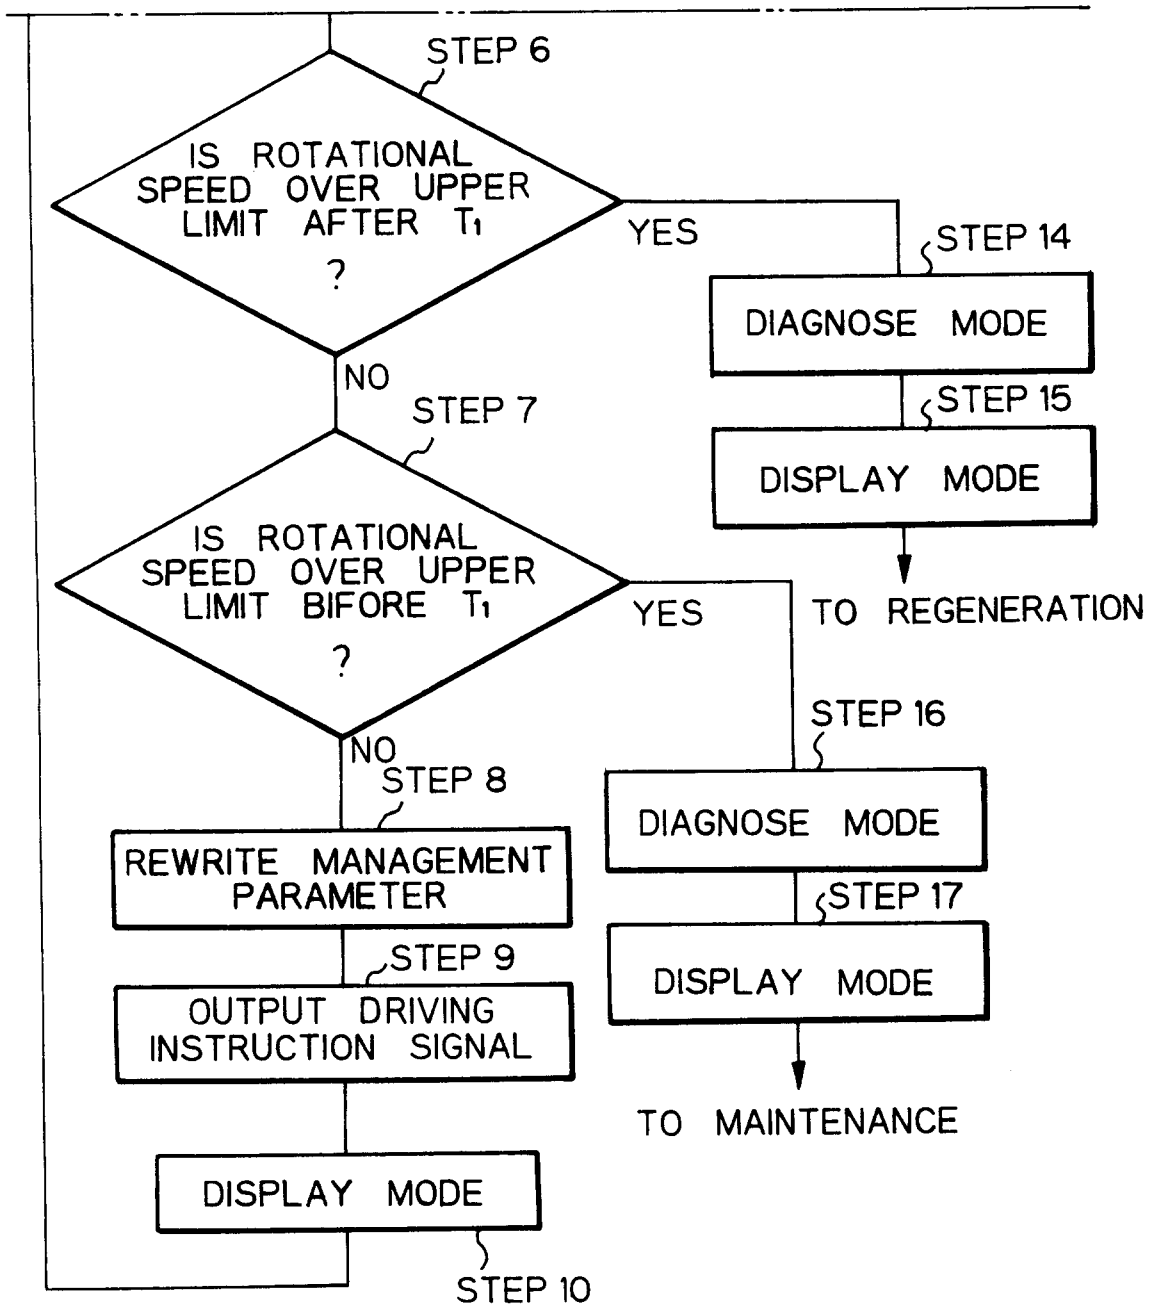 STEP 6
IS ROTATIONAL
SPEED OVER UPPER
LIMIT AFTER T1
?
YES
NO
STEP 14
DIAGNOSE MODE
STEP 15
DISPLAY MODE
TO REGENERATION
STEP 7
IS ROTATIONAL
SPEED OVER UPPER
LIMIT BIFORE T1
?
YES
NO
STEP 16
DIAGNOSE MODE
STEP 17
DISPLAY MODE
TO MAINTENANCE
STEP 8
REWRITE MANAGEMENT
PARAMETER
STEP 9
OUTPUT DRIVING
INSTRUCTION SIGNAL
DISPLAY MODE
STEP 10